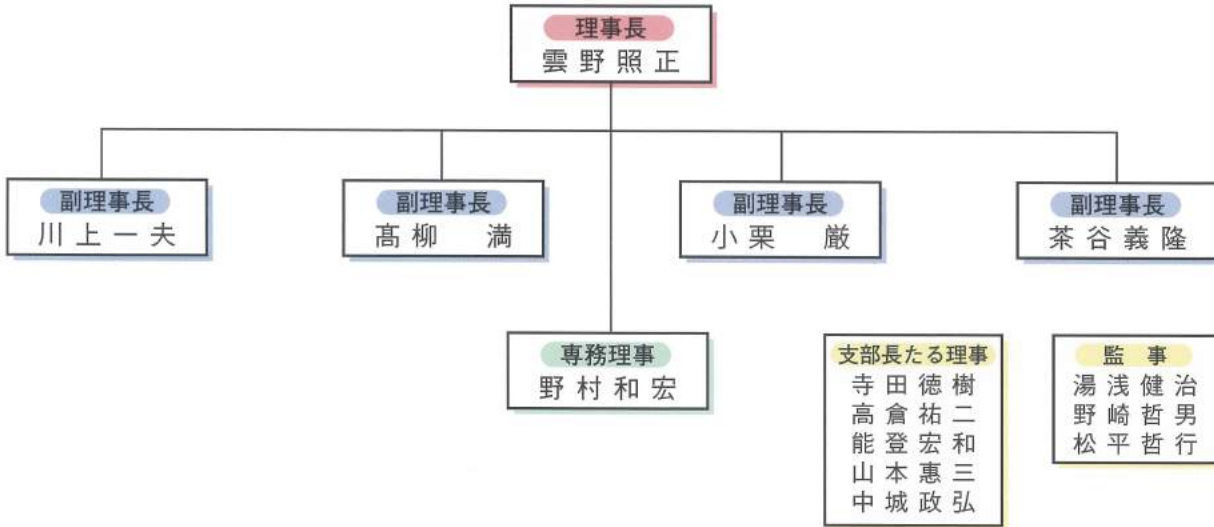 理事長
雲野照正
副理事長
川上一夫
副理事長
髙柳　満
副理事長
小栗　厳
副理事長
茶谷義隆
専務理事
野村和宏
支部長たる理事
寺田徳樹
高倉祐二
能登宏和
山本惠三
中城政弘
監　事
湯浅健治
野崎哲男
松平哲行